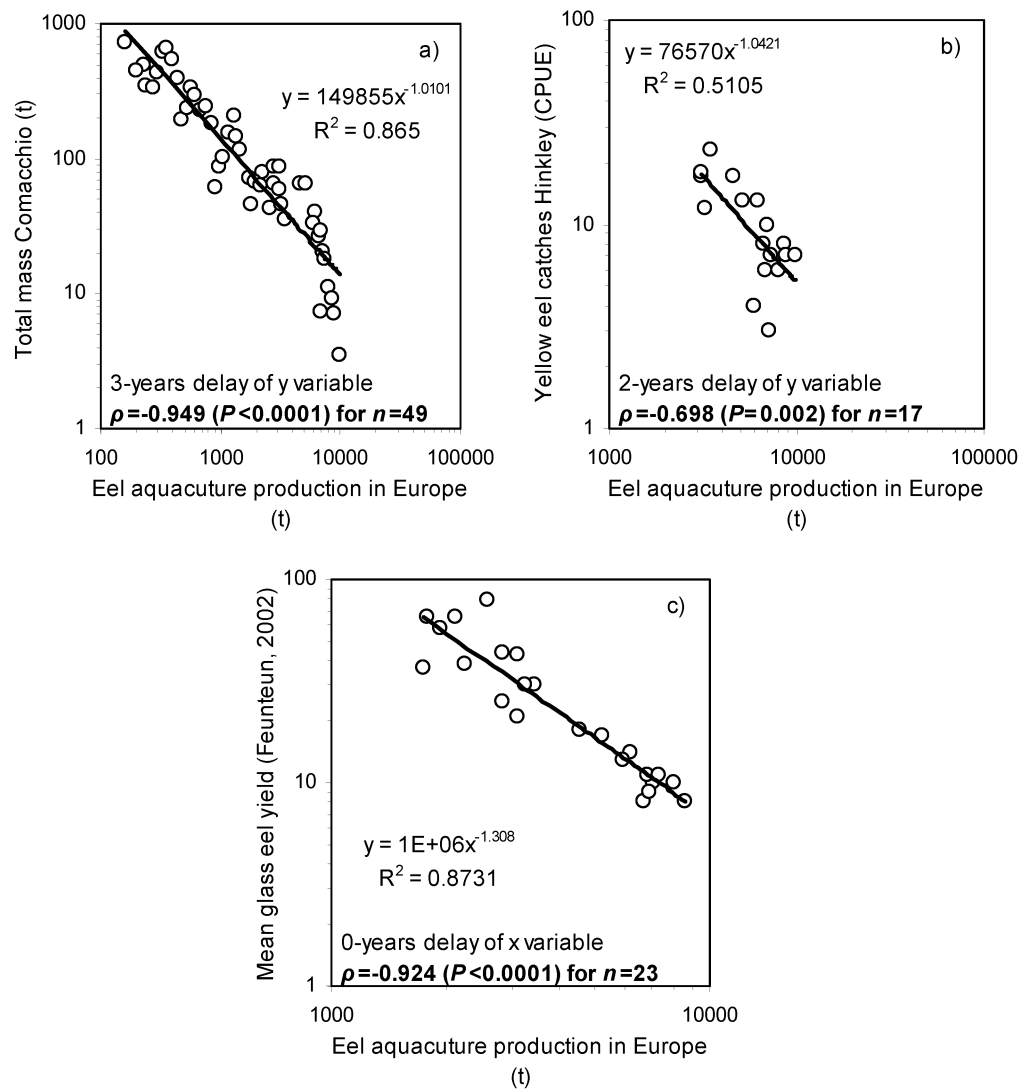 1000
100
10
1
Total mass Comacchio (t)
a)
y = 149855x^-1.0101
R^2 = 0.865
3-years delay of y variable
ρ=-0.949 (P<0.0001) for n=49
100 1000 10000 100000
Eel aquacuture production in Europe
(t)
100
10
1
Yellow eel catches Hinkley (CPUE)
b)
y = 76570x^-1.0421
R^2 = 0.5105
2-years delay of y variable
ρ=-0.698 (P=0.002) for n=17
1000 10000 100000
Eel aquacuture production in Europe
(t)
100
10
1
Mean glass eel yield (Feunteun, 2002)
c)
y = 1E+06x^-1.308
R^2 = 0.8731
0-years delay of x variable
ρ=-0.924 (P<0.0001) for n=23
1000 10000
Eel aquacuture production in Europe
(t)